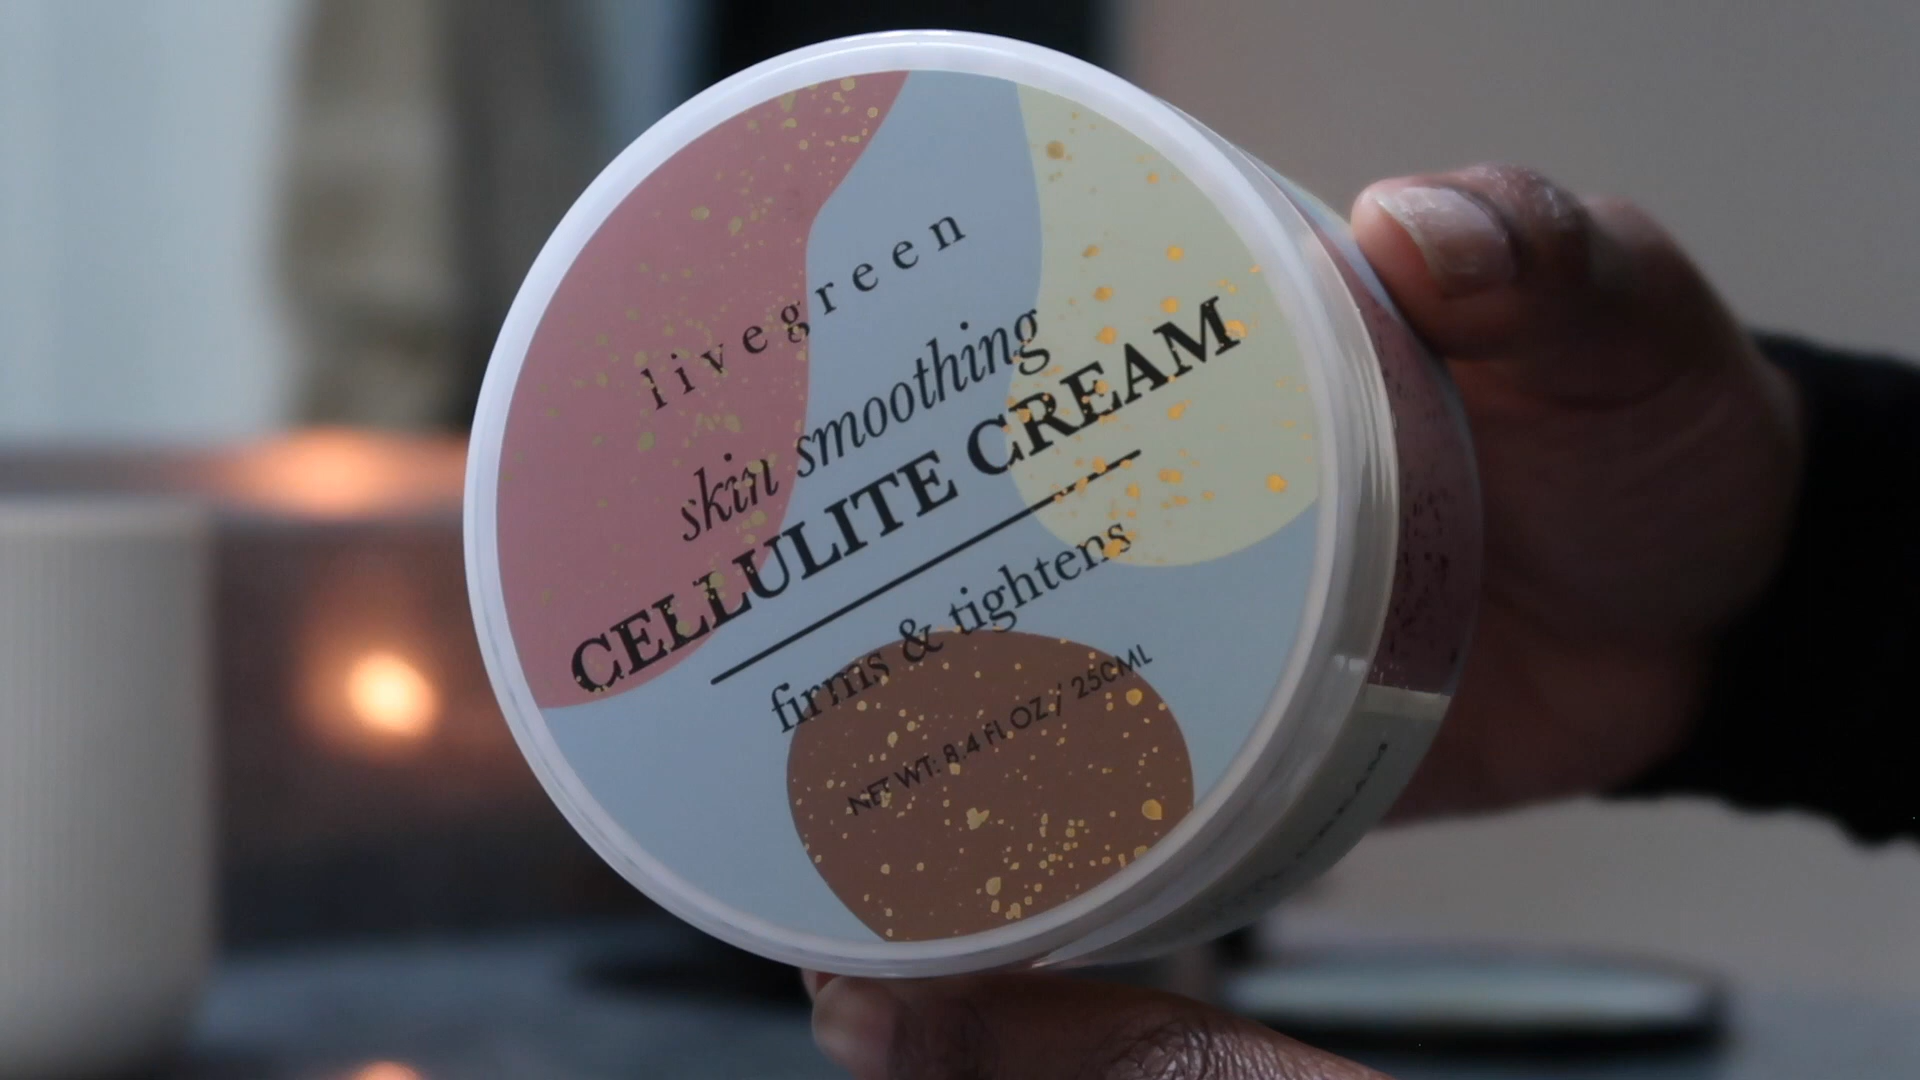 livegreen
skin smoothing
CELLULITE CREAM
firms & tightens
NET WT: 8.4 FL OZ / 250ML